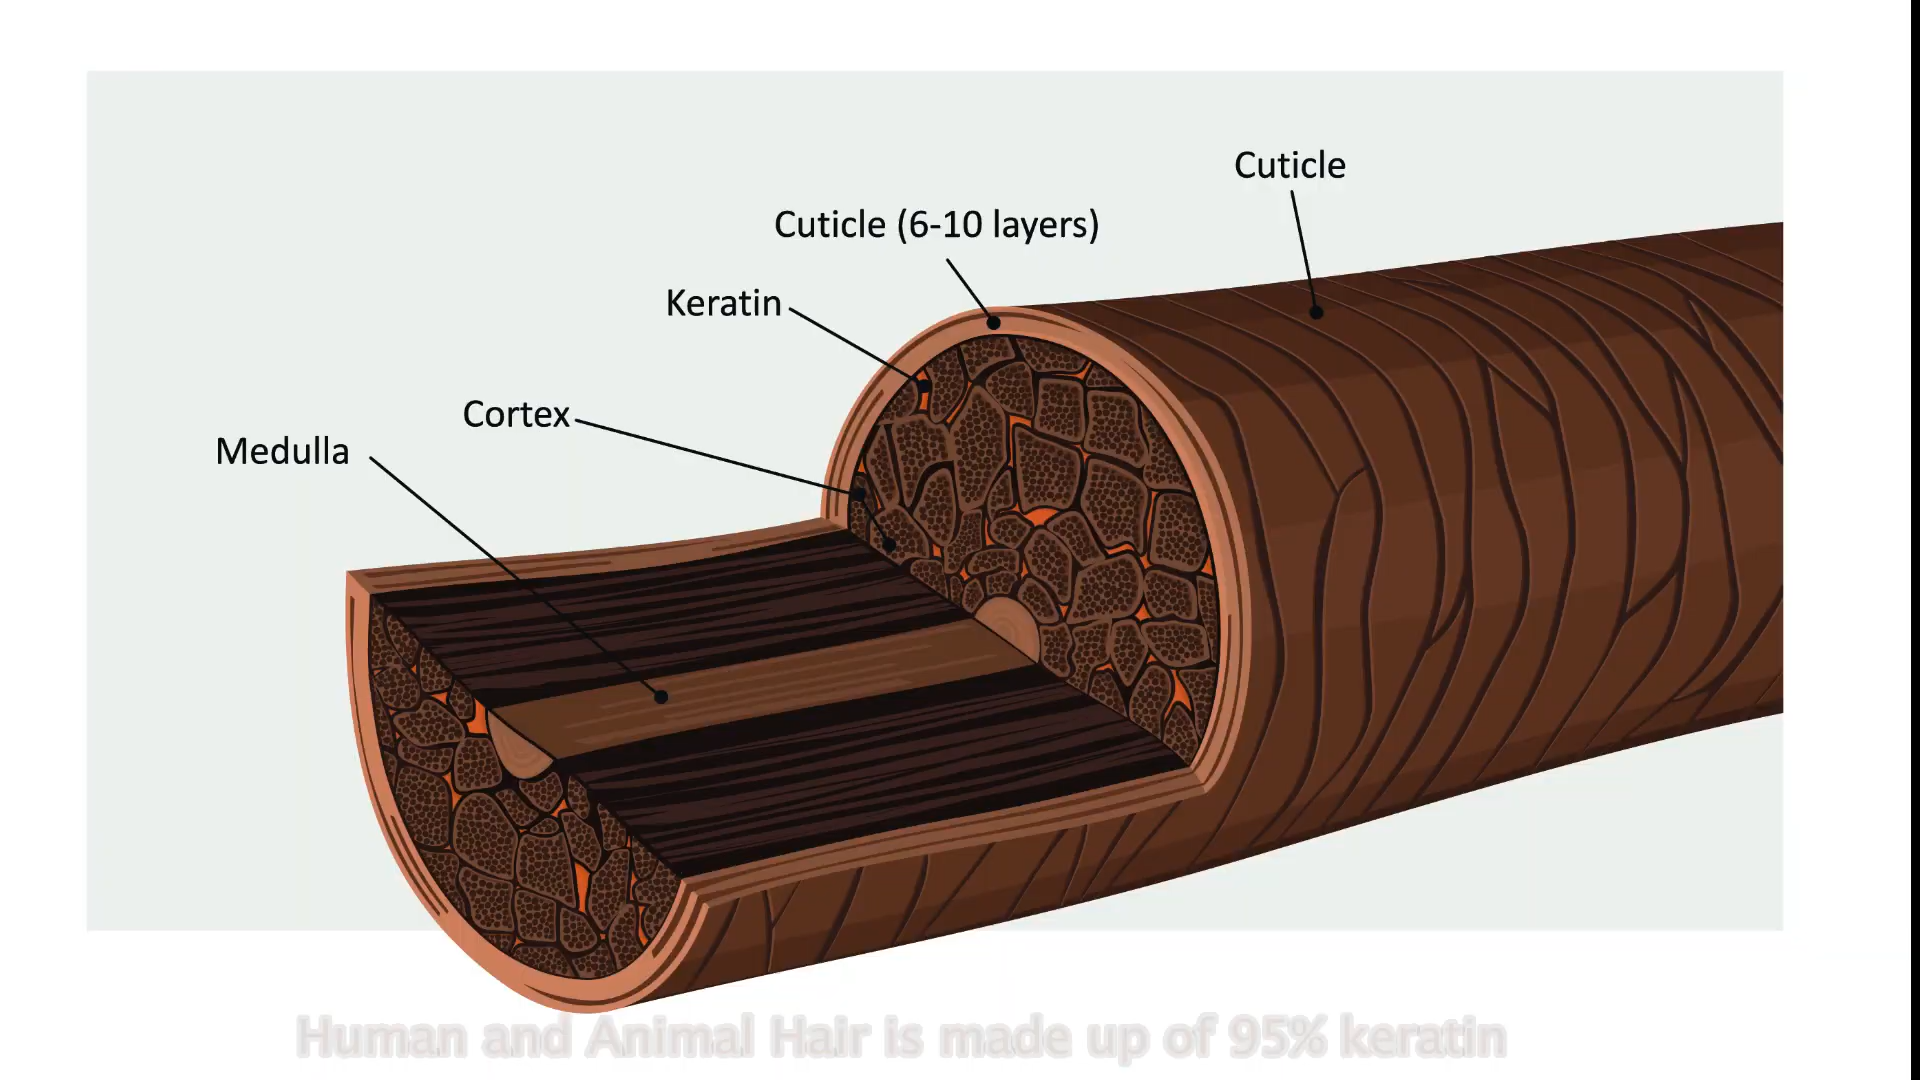 Cuticle
Cuticle (6-10 layers)
Keratin
Cortex
Medulla
Human and Animal Hair is made up of 95% keratin